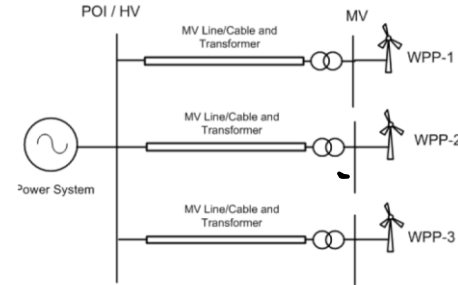 POI / HV
MV
MV Line/Cable and
Transformer
WPP-1
MV Line/Cable and
Transformer
WPP-2
Power System
MV Line/Cable and
Transformer
WPP-3